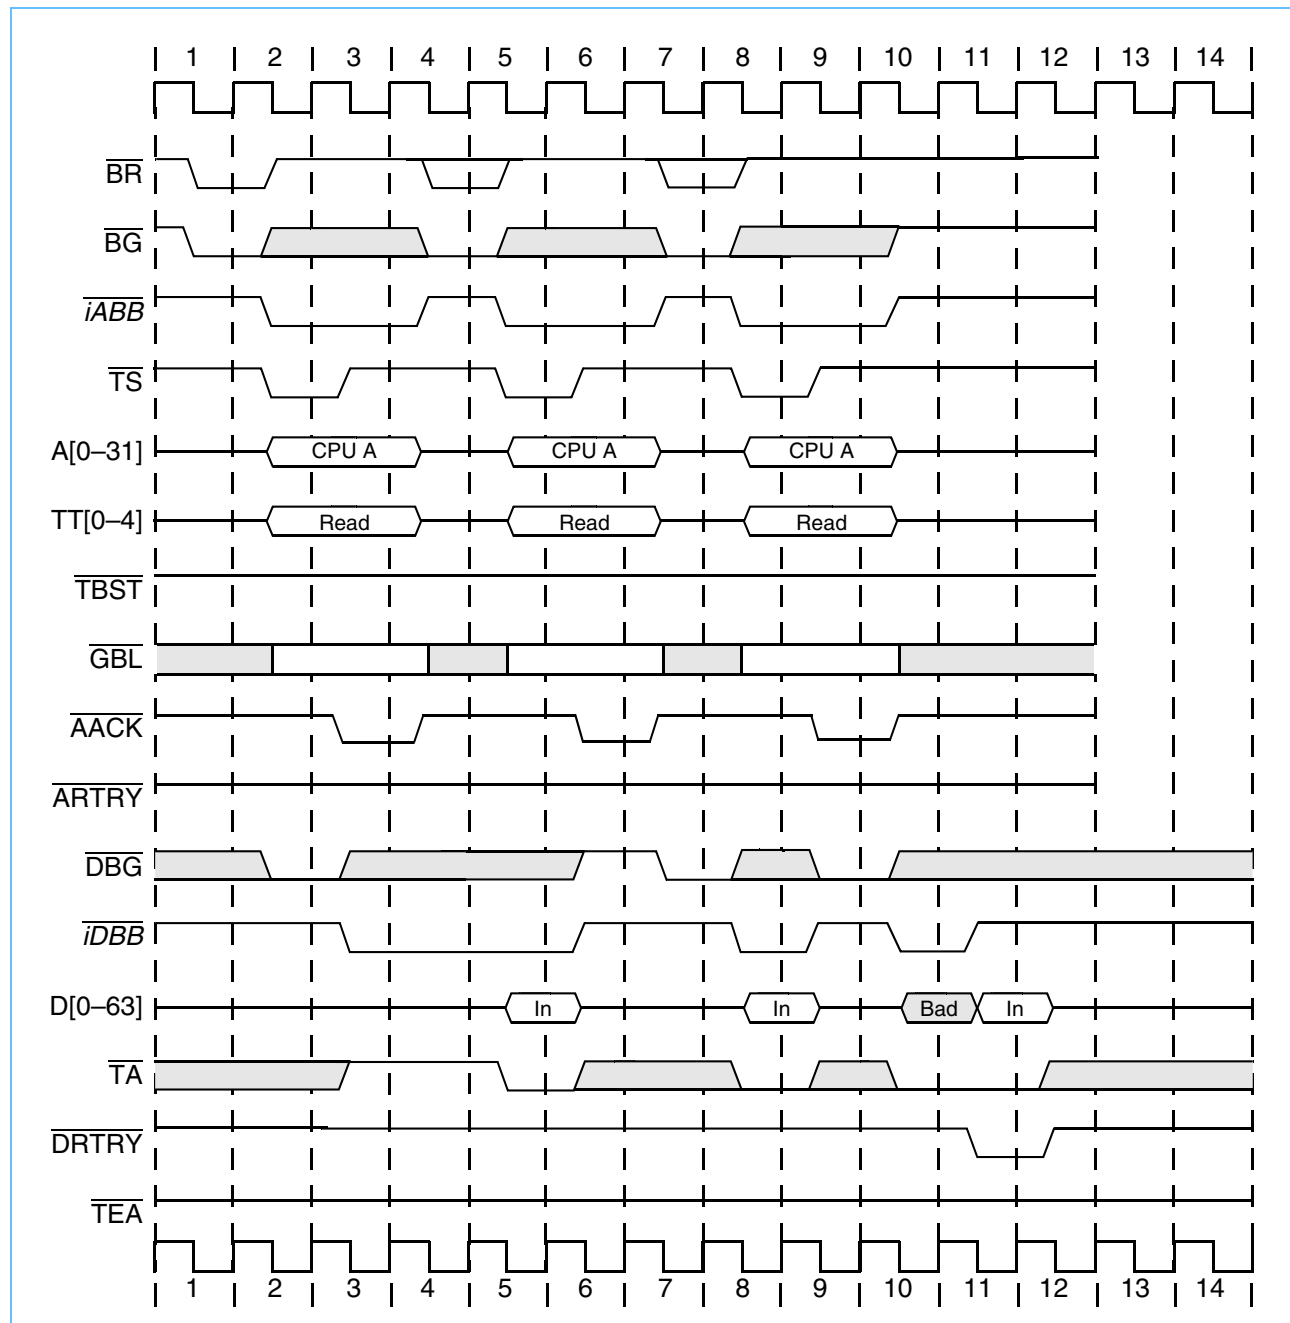 1 2 3 4 5 6 7 8 9 10 11 12 13 14
BR
BG
iABB
TS
A[0–31] CPU A CPU A CPU A
TT[0–4] Read Read Read
TBST
GBL
AACK
ARTRY
DBG
iDBB
D[0–63] In In Bad In
TA
DRTRY
TEA
1 2 3 4 5 6 7 8 9 10 11 12 13 14